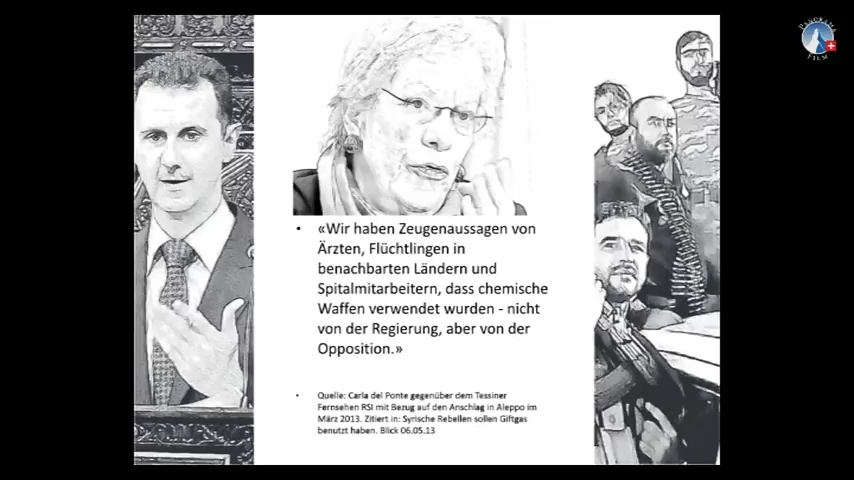 PANORAMA
FILM
• «Wir haben Zeugenaussagen von
Ärzten, Flüchtlingen in
benachbarten Ländern und
Spitalmitarbeitern, dass chemische
Waffen verwendet wurden - nicht
von der Regierung, aber von der
Opposition.»
• Quelle: Carla del Ponte gegenüber dem Tessiner
Fernsehen RSI mit Bezug auf den Anschlag in Aleppo im
März 2013. Zitiert in: Syrische Rebellen sollen Giftgas
benutzt haben. Blick 06.05.13